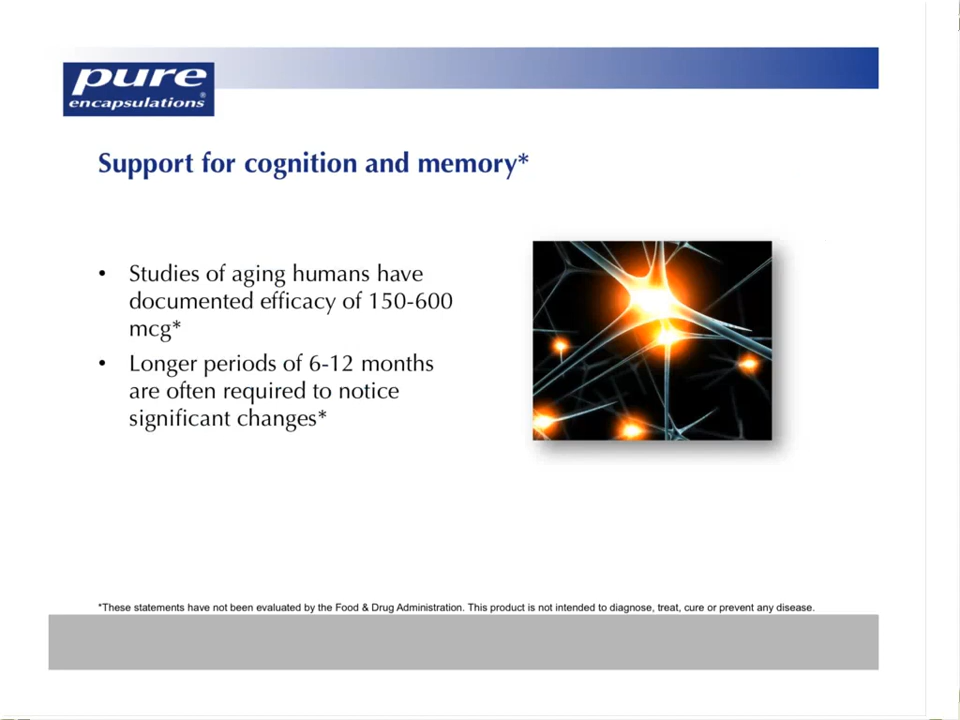 pure
encapsulations®
Support for cognition and memory*
• Studies of aging humans have
documented efficacy of 150-600
mcg*
• Longer periods of 6-12 months
are often required to notice
significant changes*
*These statements have not been evaluated by the Food & Drug Administration. This product is not intended to diagnose, treat, cure or prevent any disease.